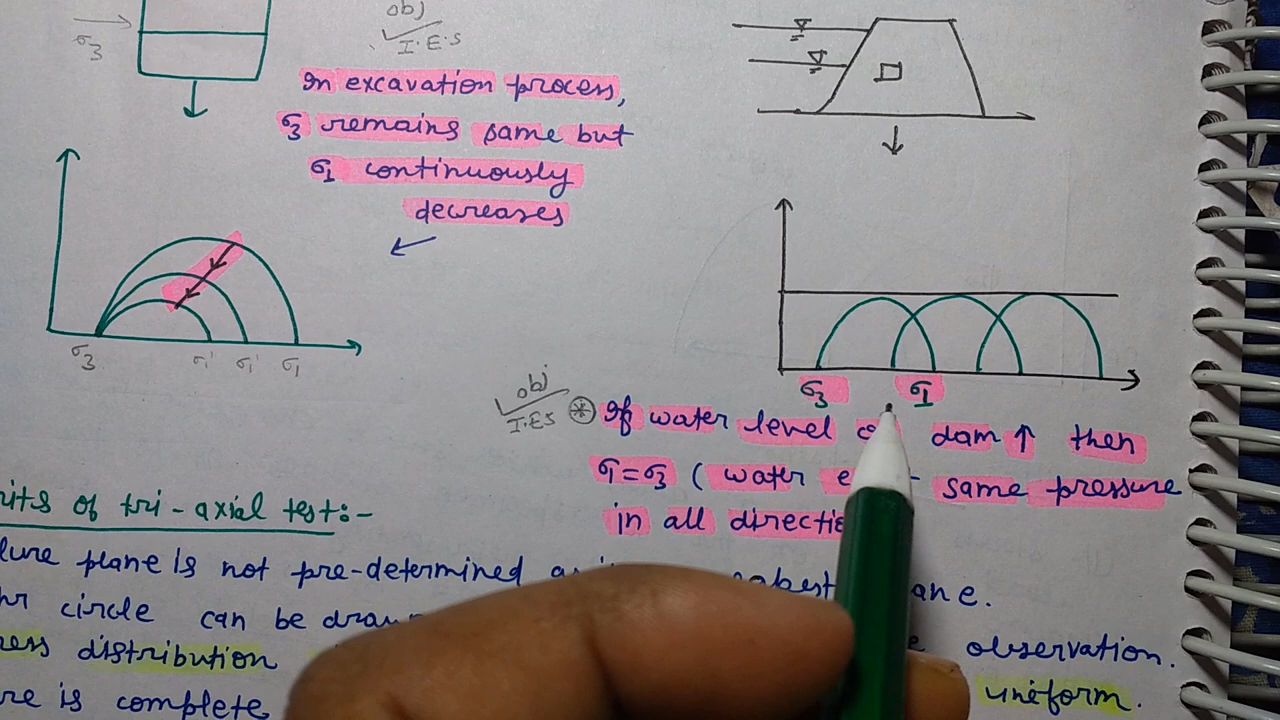 σ3
obj
I.E.S
In excavation process,
σ3 remains same but
σ1 continuously
decreases
σ3 σ1' σ1' σ1
σ3 σ1
obj
I.E.S
If water level dam ↑ then
σ1=σ3 ( water same pressure
in all
of tri-axial test:-
plane is not pre-determined
circle can be
distribution observation.
is complete uniform.